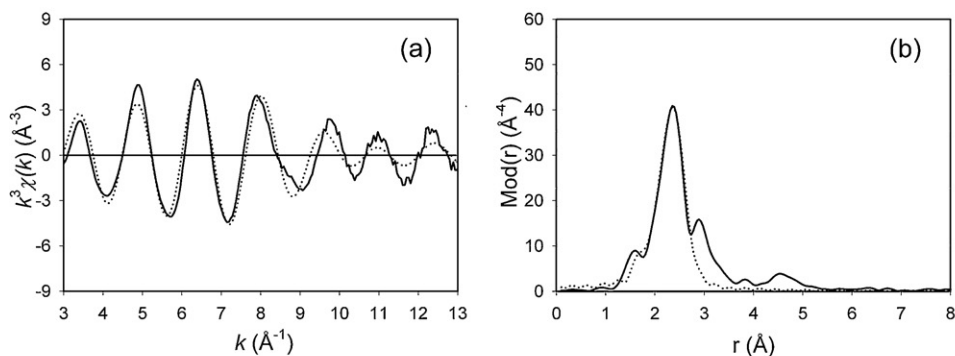 (a)
9
6
3
0
-3
-6
-9
k³χ(k) (Å⁻³)
3 4 5 6 7 8 9 10 11 12 13
k (Å⁻¹)
(b)
60
50
40
30
20
10
0
Mod(r) (Å⁻⁴)
0 1 2 3 4 5 6 7 8
r (Å)